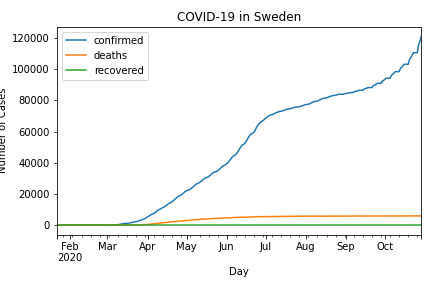 COVID-19 in Sweden
confirmed
deaths
recovered
120000
100000
80000
60000
40000
20000
0
Number of Cases
Feb
2020
Mar
Apr
May
Jun
Jul
Aug
Sep
Oct
Day